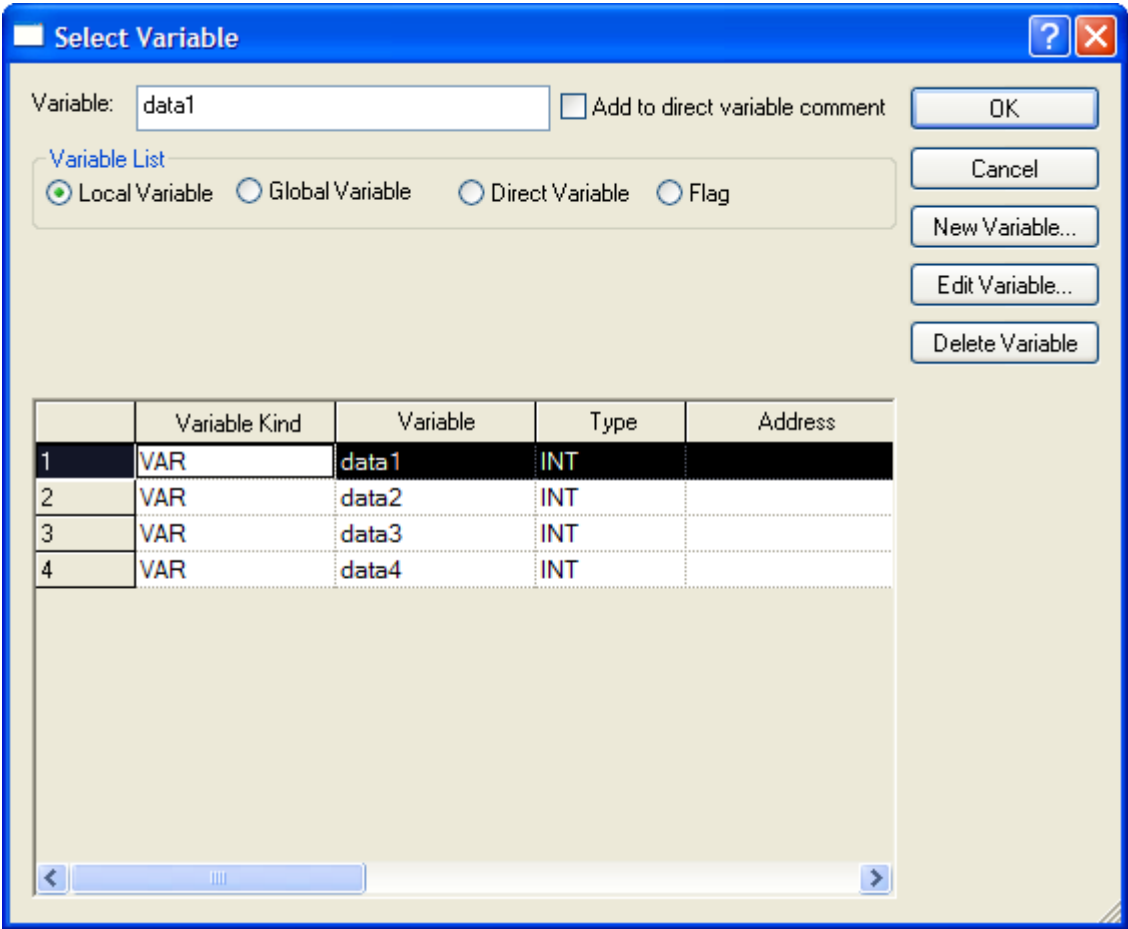 Select Variable
Variable: data1 Add to direct variable comment OK
Variable List Cancel
Local Variable Global Variable Direct Variable Flag
New Variable...
Edit Variable...
Delete Variable
Variable Kind Variable Type Address
1 VAR data1 INT
2 VAR data2 INT
3 VAR data3 INT
4 VAR data4 INT